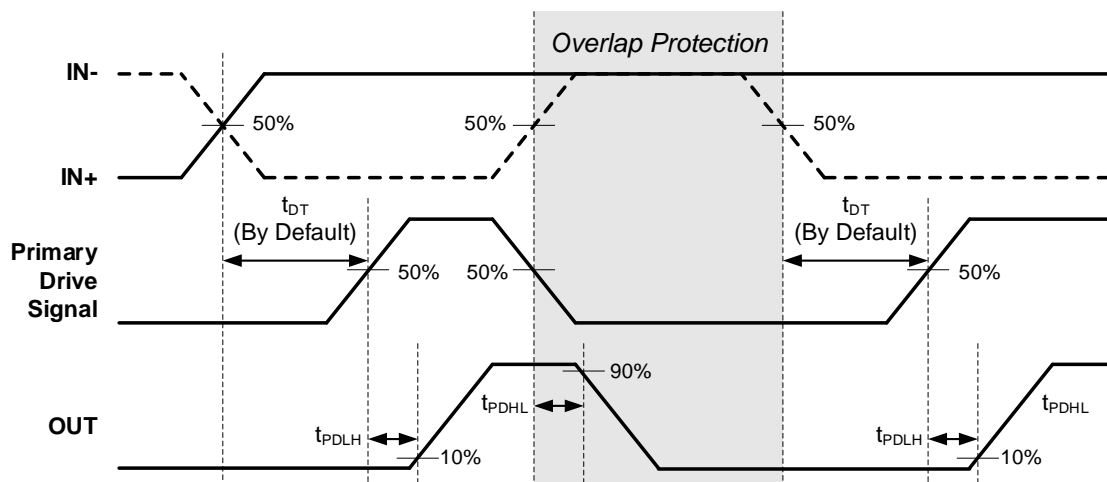 Overlap Protection
IN-
50%
50%
50%
IN+
tDT
(By Default)
tDT
(By Default)
Primary
Drive
Signal
50%
50%
50%
90%
tPDHL
tPDHL
OUT
tPDLH
tPDLH
10%
10%